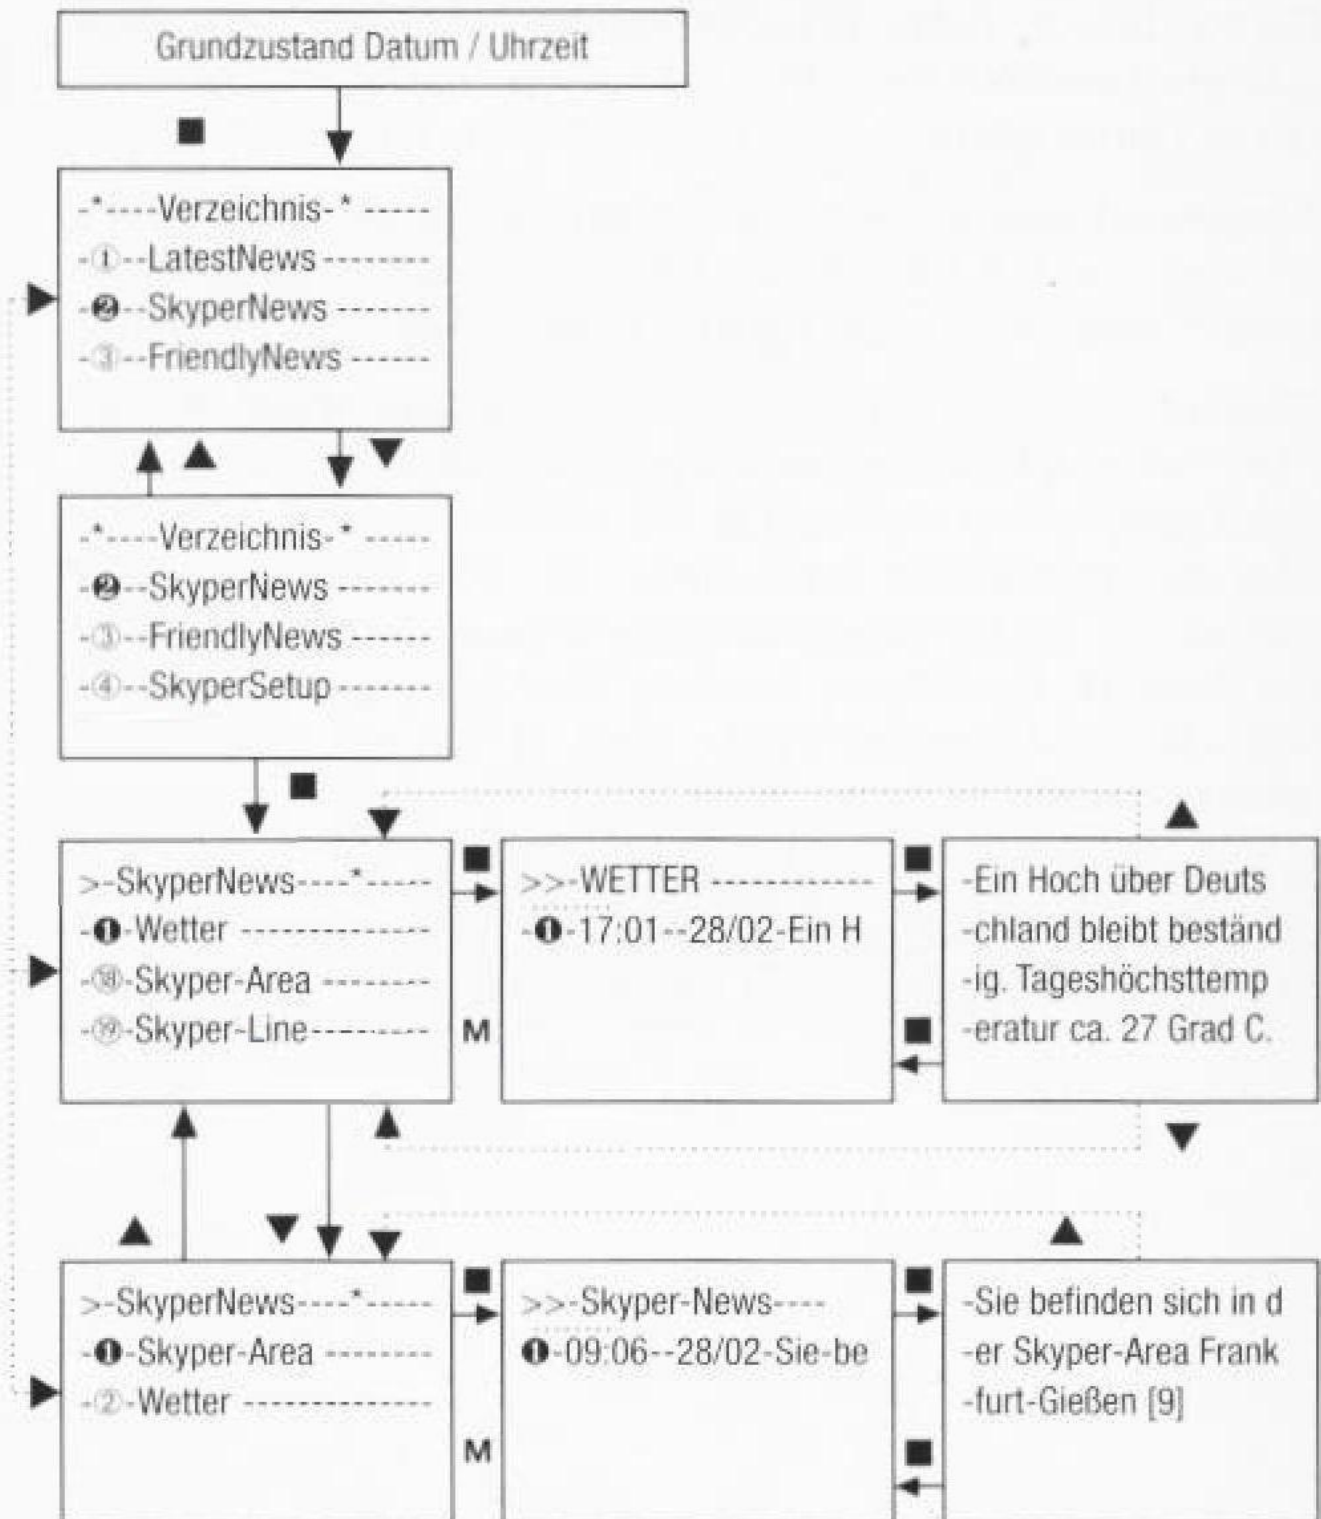 Grundzustand Datum / Uhrzeit
-*----Verzeichnis-* -----
-①--LatestNews --------
-❷--SkyperNews -------
-③--FriendlyNews ------
-*----Verzeichnis-* -----
-❷--SkyperNews -------
-③--FriendlyNews ------
-④--SkyperSetup -------
>-SkyperNews----*-----
-❶-Wetter --------------
-⑱-Skyper-Area --------
-⑲-Skyper-Line---------
M
>>-WETTER ------------
-❶-17:01--28/02-Ein H
-Ein Hoch über Deuts
-chland bleibt beständ
-ig. Tageshöchsttemp
-eratur ca. 27 Grad C.
>-SkyperNews----*-----
-❶-Skyper-Area --------
-②-Wetter --------------
M
>>-Skyper-News----
❶-09:06--28/02-Sie-be
-Sie befinden sich in d
-er Skyper-Area Frank
-furt-Gießen [9]